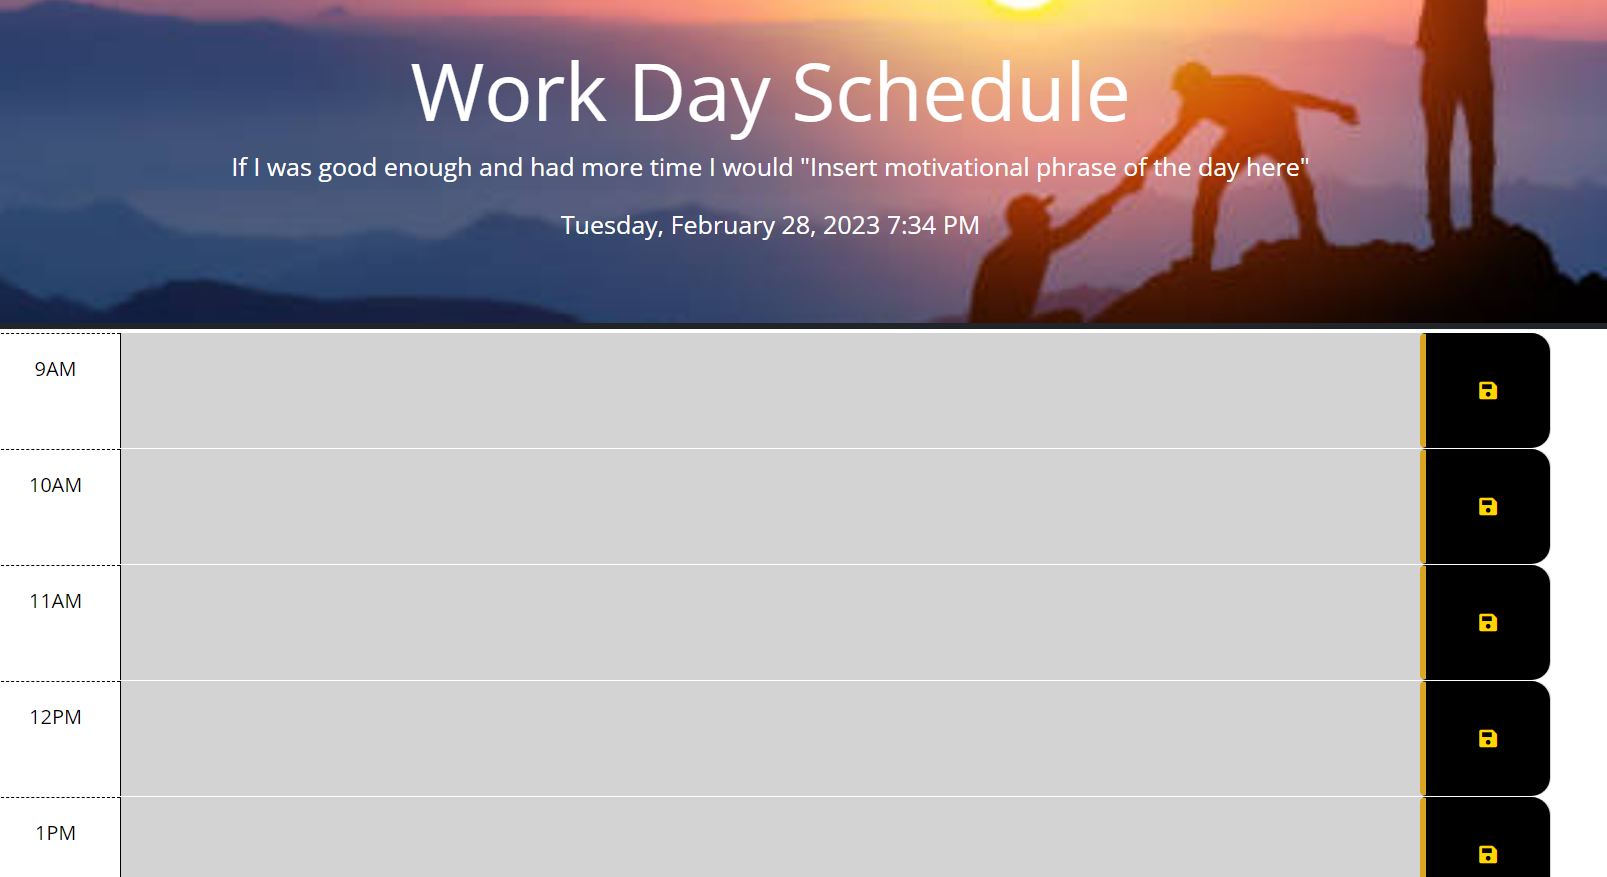 Work Day Schedule
If I was good enough and had more time I would "Insert motivational phrase of the day here"
Tuesday, February 28, 2023 7:34 PM
9AM
10AM
11AM
12PM
1PM